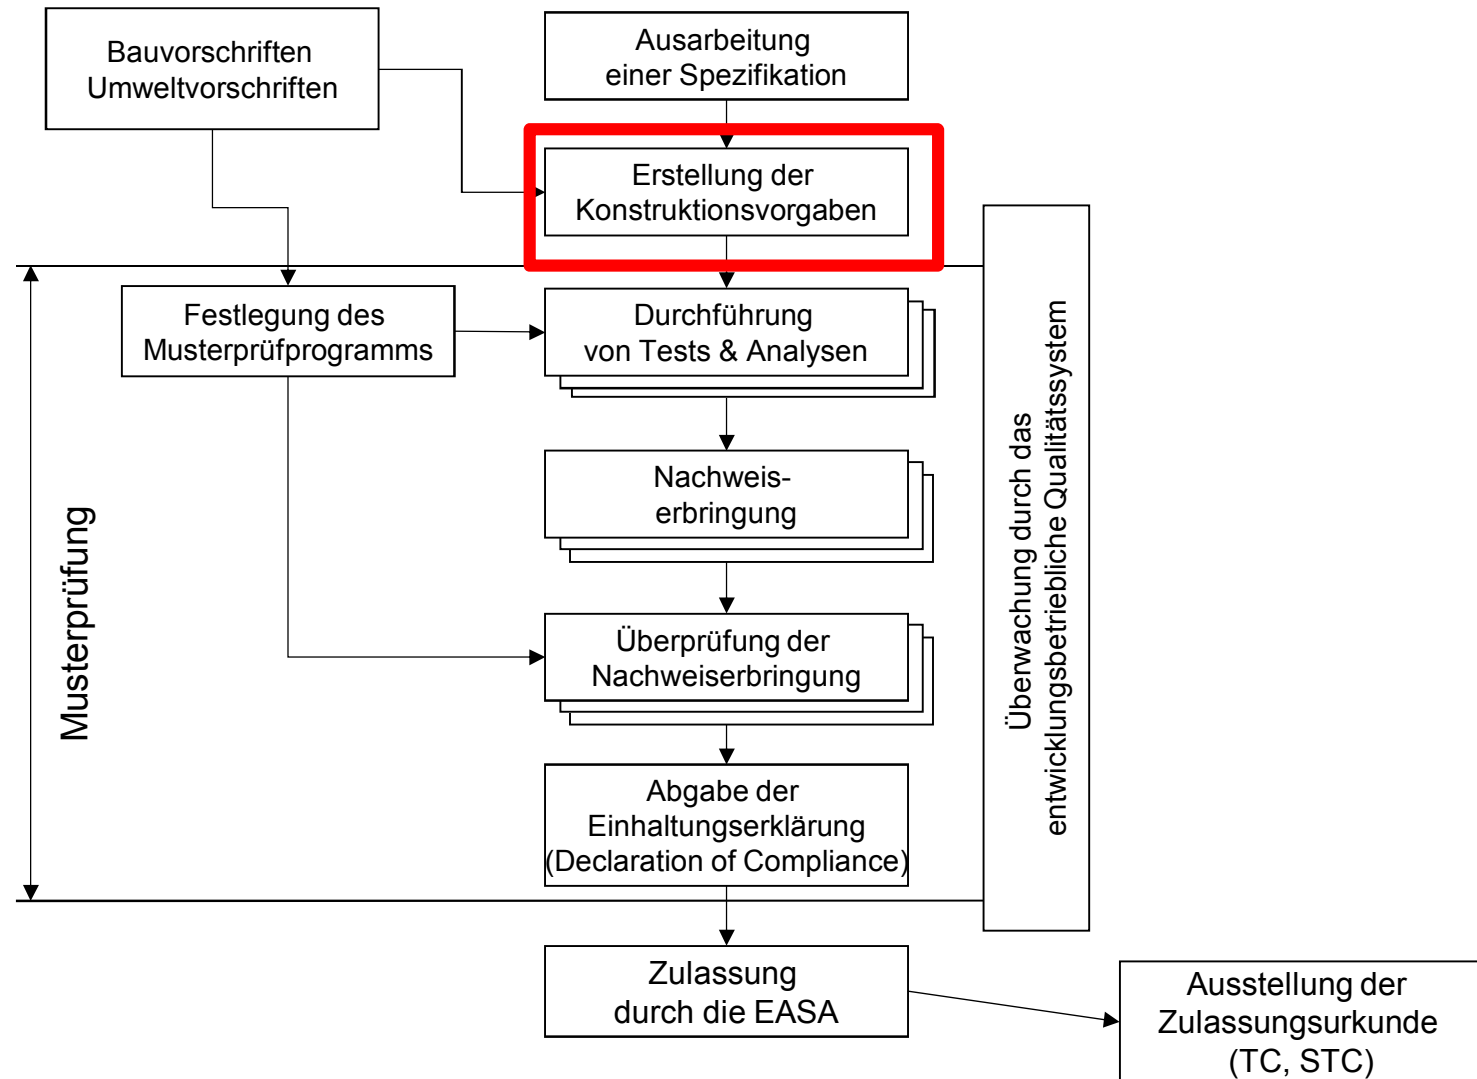 Bauvorschriften
Umweltvorschriften
Ausarbeitung
einer Spezifikation
Erstellung der
Konstruktionsvorgaben
Festlegung des
Musterprüfprogramms
Durchführung
von Tests & Analysen
Nachweis-
erbringung
Überprüfung der
Nachweiserbringung
Abgabe der
Einhaltungserklärung
(Declaration of Compliance)
Musterprüfung
Überwachung durch das
entwicklungsbetriebliche Qualitätssystem
Zulassung
durch die EASA
Ausstellung der
Zulassungsurkunde
(TC, STC)